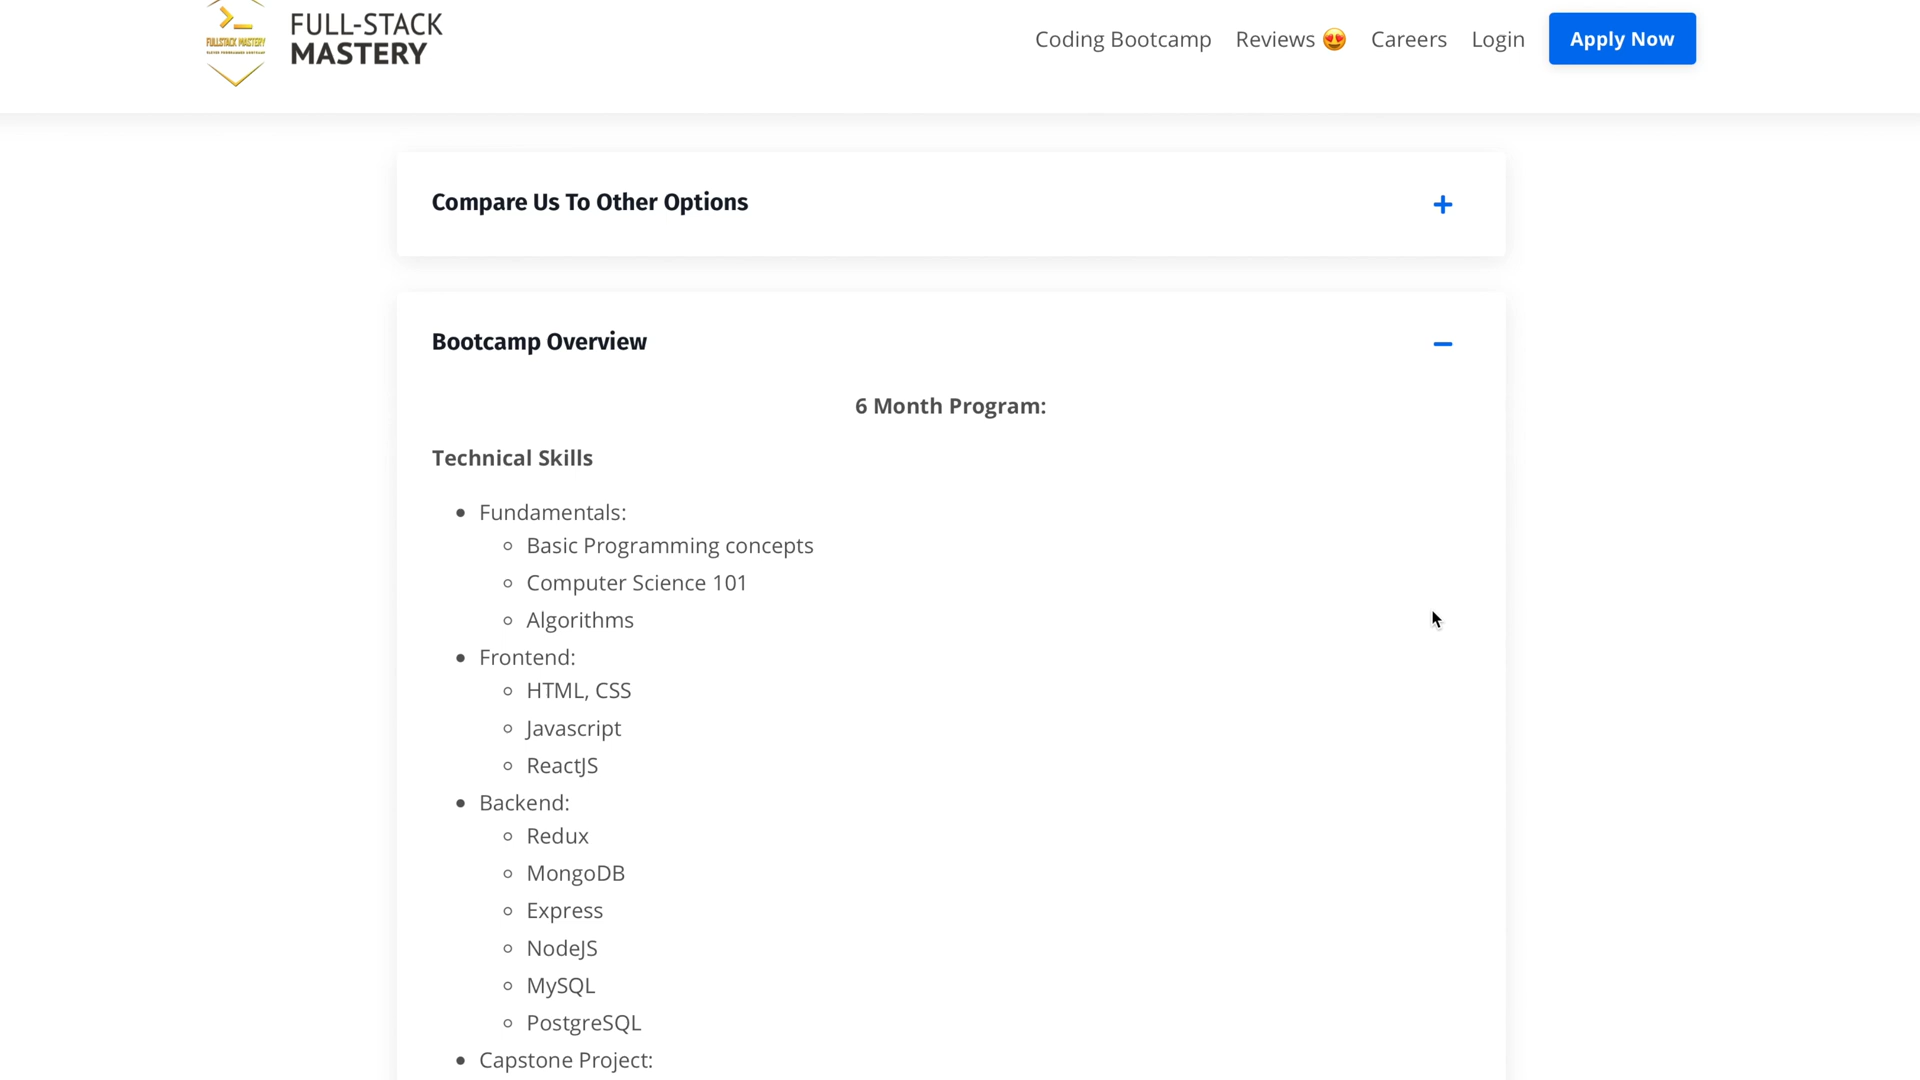 FULL-STACK
MASTERY
FULLSTACK MASTERY
Coding Bootcamp
Reviews 😍
Careers
Login
Apply Now
Compare Us To Other Options
Bootcamp Overview
6 Month Program:
Technical Skills
Fundamentals:
Basic Programming concepts
Computer Science 101
Algorithms
Frontend:
HTML, CSS
Javascript
ReactJS
Backend:
Redux
MongoDB
Express
NodeJS
MySQL
PostgreSQL
Capstone Project: